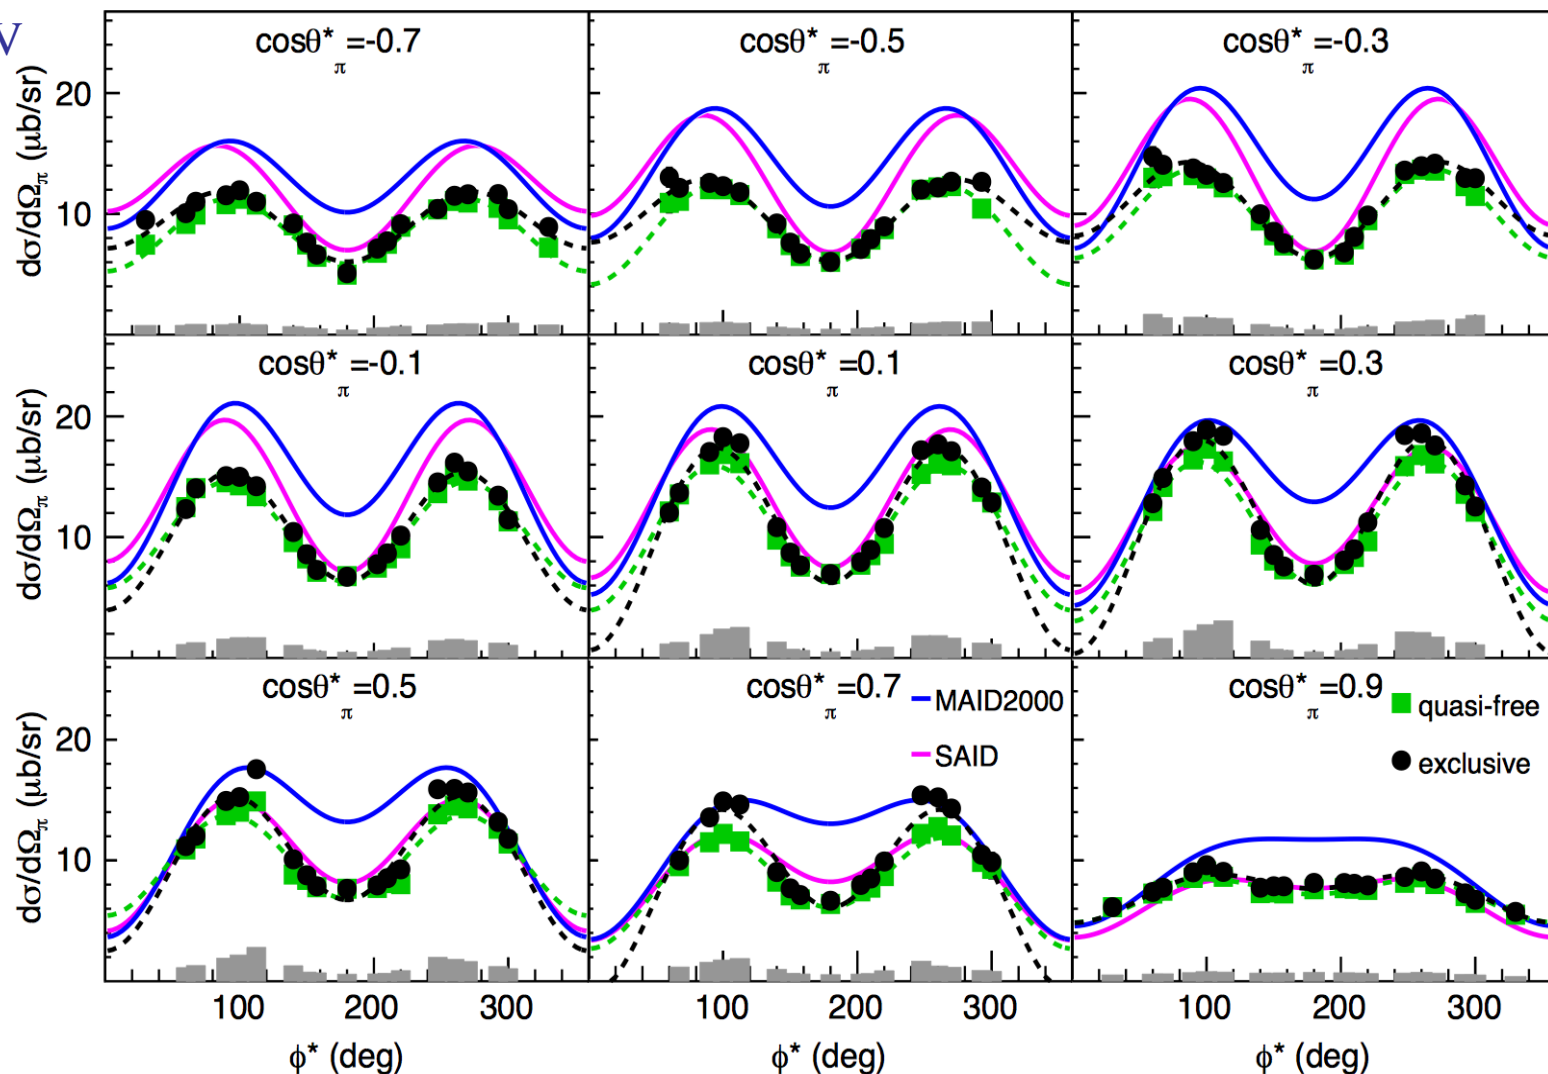 V
cosθ*π =-0.7
cosθ*π =-0.5
cosθ*π =-0.3
dσ/dΩπ (μb/sr)
20
10
cosθ*π =-0.1
cosθ*π =0.1
cosθ*π =0.3
dσ/dΩπ (μb/sr)
20
10
cosθ*π =0.5
cosθ*π =0.7
cosθ*π =0.9
MAID2000
SAID
quasi-free
exclusive
dσ/dΩπ (μb/sr)
20
10
100 200 300
100 200 300
100 200 300
ϕ* (deg)
ϕ* (deg)
ϕ* (deg)